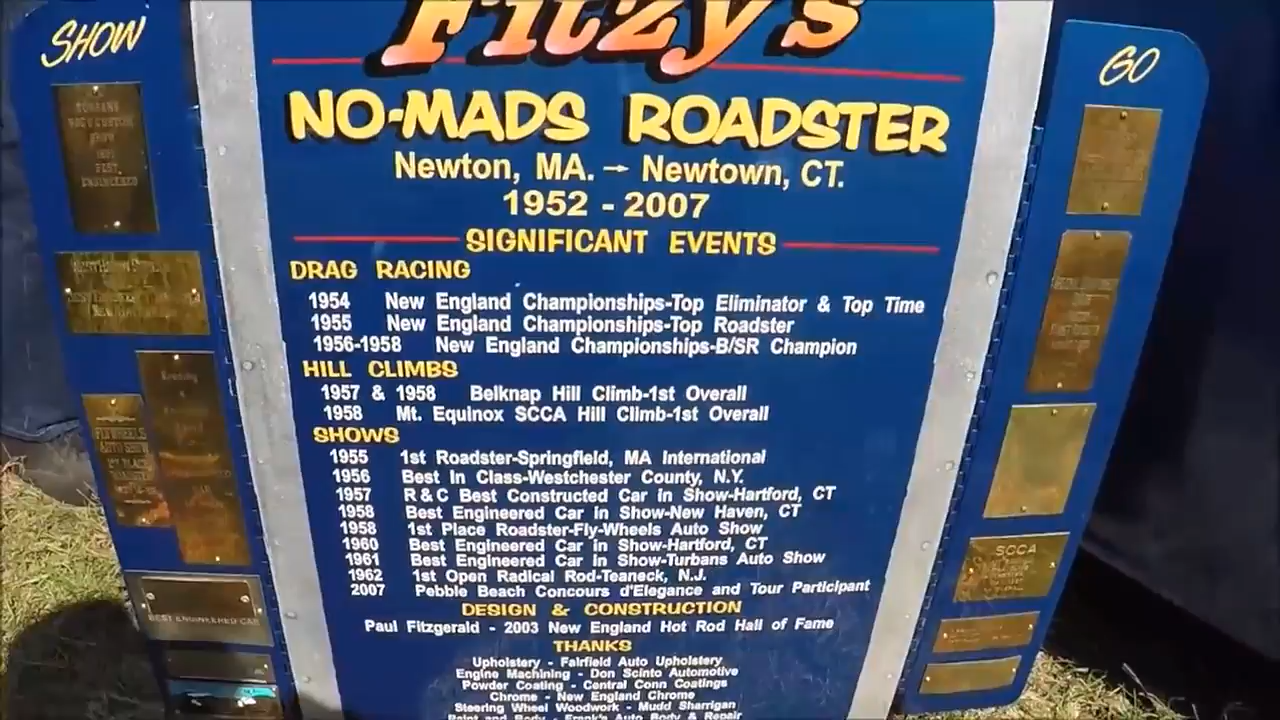 SHOW
GO
Fitzy's
NO-MADS ROADSTER
Newton, MA. → Newtown, CT.
1952 - 2007
SIGNIFICANT EVENTS
DRAG RACING
1954 New England Championships-Top Eliminator & Top Time
1955 New England Championships-Top Roadster
1956-1958 New England Championships-B/SR Champion
HILL CLIMBS
1957 & 1958 Belknap Hill Climb-1st Overall
1958 Mt. Equinox SCCA Hill Climb-1st Overall
SHOWS
1955 1st Roadster-Springfield, MA International
1956 Best In Class-Westchester County, N.Y.
1957 R & C Best Constructed Car in Show-Hartford, CT
1958 Best Engineered Car in Show-New Haven, CT
1958 1st Place Roadster-Fly-Wheels Auto Show
1960 Best Engineered Car in Show-Hartford, CT
1961 Best Engineered Car in Show-Turbans Auto Show
1962 1st Open Radical Rod-Teaneck, N.J.
2007 Pebble Beach Concours d'Elegance and Tour Participant
DESIGN & CONSTRUCTION
Paul Fitzgerald - 2003 New England Hot Rod Hall of Fame
THANKS
Upholstery - Fairfield Auto Upholstery
Engine Machining - Don Scinto Automotive
Powder Coating - Central Conn Coatings
Chrome - New England Chrome
Steering Wheel Woodwork - Mudd Sharrigan
Paint and Body - Frank's Auto Body & Repair
BEST ENGINEERED CAR
FLYWHEELS
AUTO SHOW
1ST PLACE
ROADSTER
SCCA